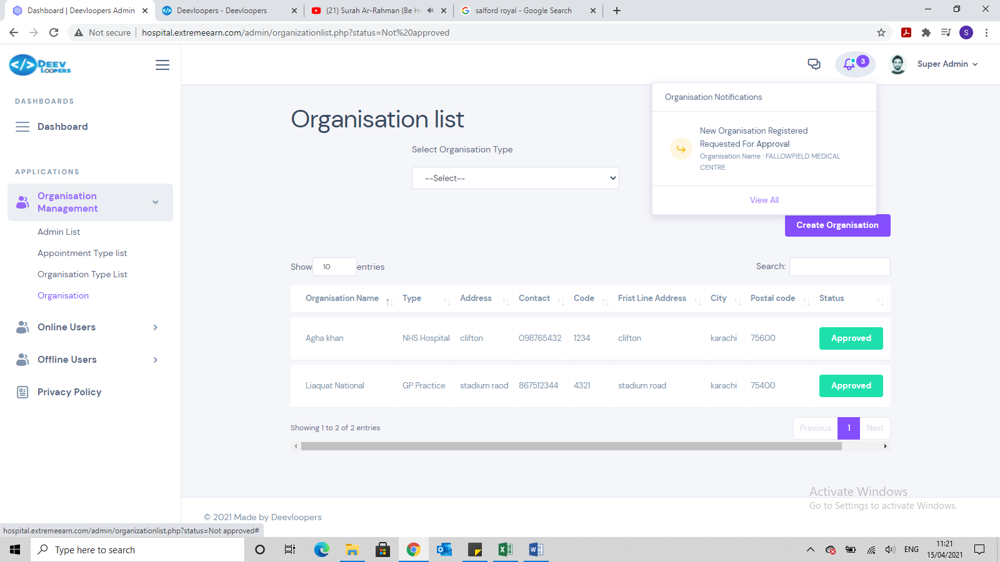 Dashboard | Deevloopers Admin
Deevloopers - Deevloopers
(21) Surah Ar-Rahman (Be He
salford royal - Google Search
Not secure
hospital.extremeearn.com/admin/organizationlist.php?status=Not%20approved
S
</> DEEV LOOPERS
3
Super Admin
DASHBOARDS
Dashboard
APPLICATIONS
Organisation
Management
Admin List
Appointment Type list
Organisation Type List
Organisation
Online Users
Offline Users
Privacy Policy
Organisation Notifications
New Organisation Registered
Requested For Approval
Organisation Name : FALLOWFIELD MEDICAL
CENTRE
View All
Organisation list
Select Organisation Type
--Select--
Create Organisation
Show 10 entries
Search:
Organisation Name Type Address Contact Code Frist Line Address City Postal code Status
Agha khan NHS Hospital clifton 098765432 1234 clifton karachi 75600 Approved
Liaquat National GP Practice stadium raod 867512344 4321 stadium road karachi 75400 Approved
Showing 1 to 2 of 2 entries
Previous 1 Next
Activate Windows
Go to Settings to activate Windows.
© 2021 Made by Deevloopers
hospital.extremeearn.com/admin/organizationlist.php?status=Not approved#
Type here to search
ENG
11:21
15/04/2021